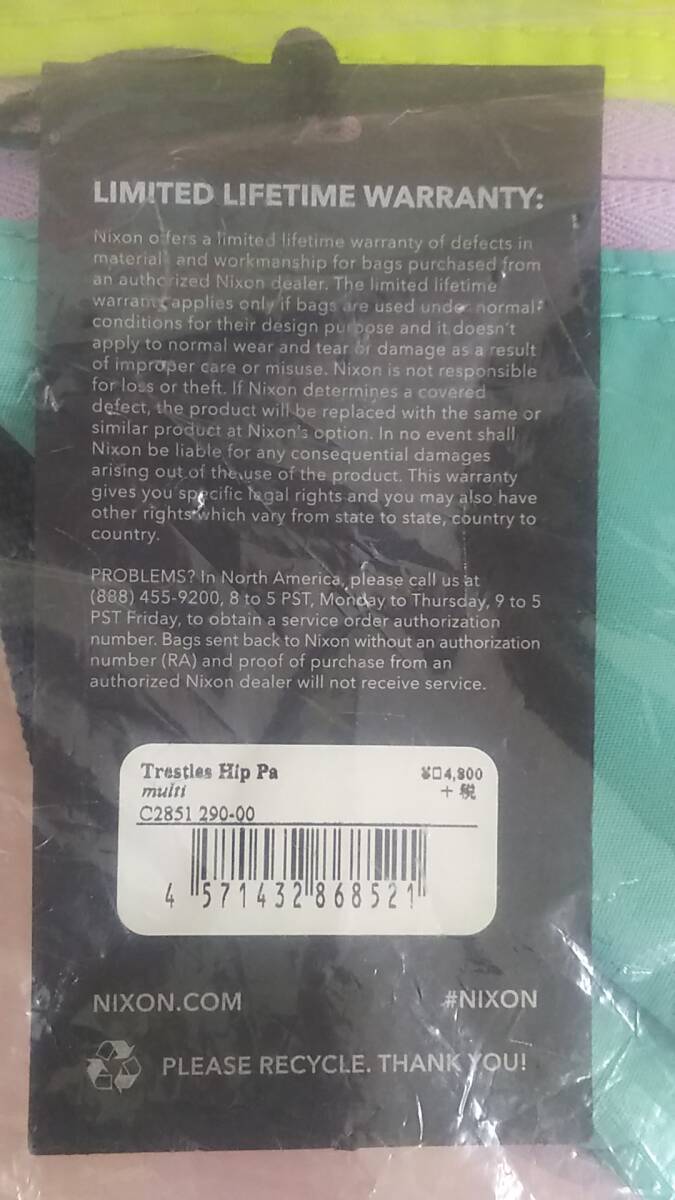 LIMITED LIFETIME WARRANTY:
Nixon offers a limited lifetime warranty of defects in
material and workmanship for bags purchased from
an authorized Nixon dealer. The limited lifetime
warranty applies only if bags are used under normal
conditions for their design purpose and it doesn't
apply to normal wear and tear or damage as a result
of improper care or misuse. Nixon is not responsible
for loss or theft. If Nixon determines a covered
defect, the product will be replaced with the same or
similar product at Nixon's option. In no event shall
Nixon be liable for any consequential damages
arising out of the use of the product. This warranty
gives you specific legal rights and you may also have
other rights which vary from state to state, country to
country.
PROBLEMS? In North America, please call us at
(888) 455-9200, 8 to 5 PST, Monday to Thursday, 9 to 5
PST Friday, to obtain a service order authorization
number. Bags sent back to Nixon without an authorization
number (RA) and proof of purchase from an
authorized Nixon dealer will not receive service.
Trestles Hip Pa ¥□4,800
multi +税
C2851 290-00
4 571432 868521
NIXON.COM #NIXON
PLEASE RECYCLE. THANK YOU!